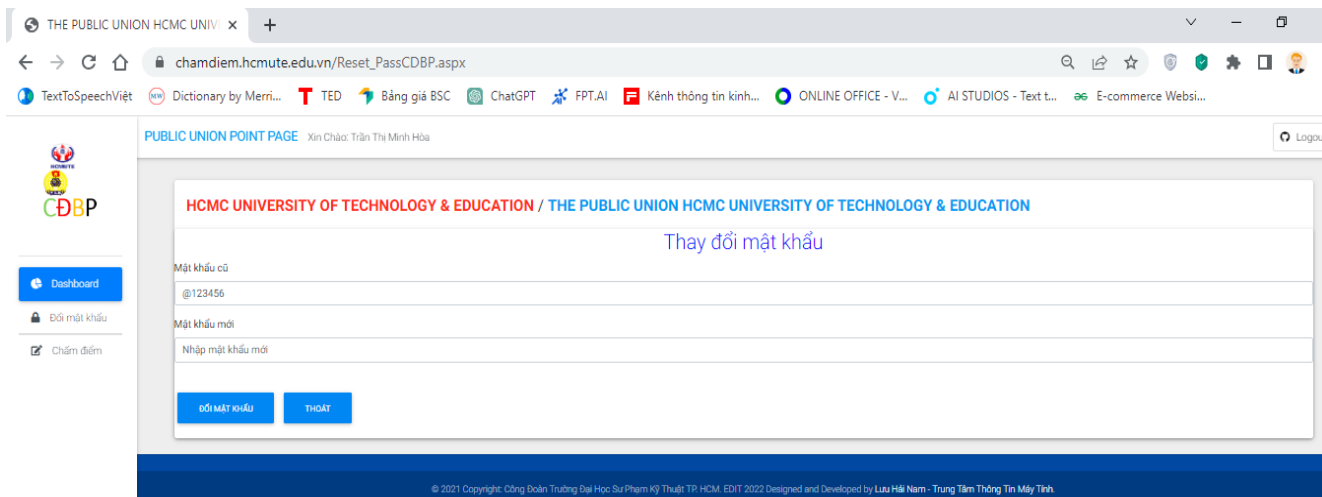 THE PUBLIC UNION HCMC UNIV
chamdiem.hcmute.edu.vn/Reset_PassCDBP.aspx
TextToSpeechViệt Dictionary by Merri... TED Bảng giá BSC ChatGPT FPT.AI Kênh thông tin kinh... ONLINE OFFICE - V... AI STUDIOS - Text t... E-commerce Websi...
PUBLIC UNION POINT PAGE Xin Chào: Trần Thị Minh Hòa Logou
HCMUTE
CĐBP
HCMC UNIVERSITY OF TECHNOLOGY & EDUCATION / THE PUBLIC UNION HCMC UNIVERSITY OF TECHNOLOGY & EDUCATION
Thay đổi mật khẩu
Mật khẩu cũ
Dashboard
@123456
Đổi mật khẩu
Mật khẩu mới
Chấm điểm
Nhập mật khẩu mới
ĐỔI MẬT KHẨU THOÁT
© 2021 Copyright: Công Đoàn Trường Đại Học Sư Phạm Kỹ Thuật TP. HCM. EDIT 2022 Designed and Developed by Lưu Hải Nam - Trung Tâm Thông Tin Máy Tính.